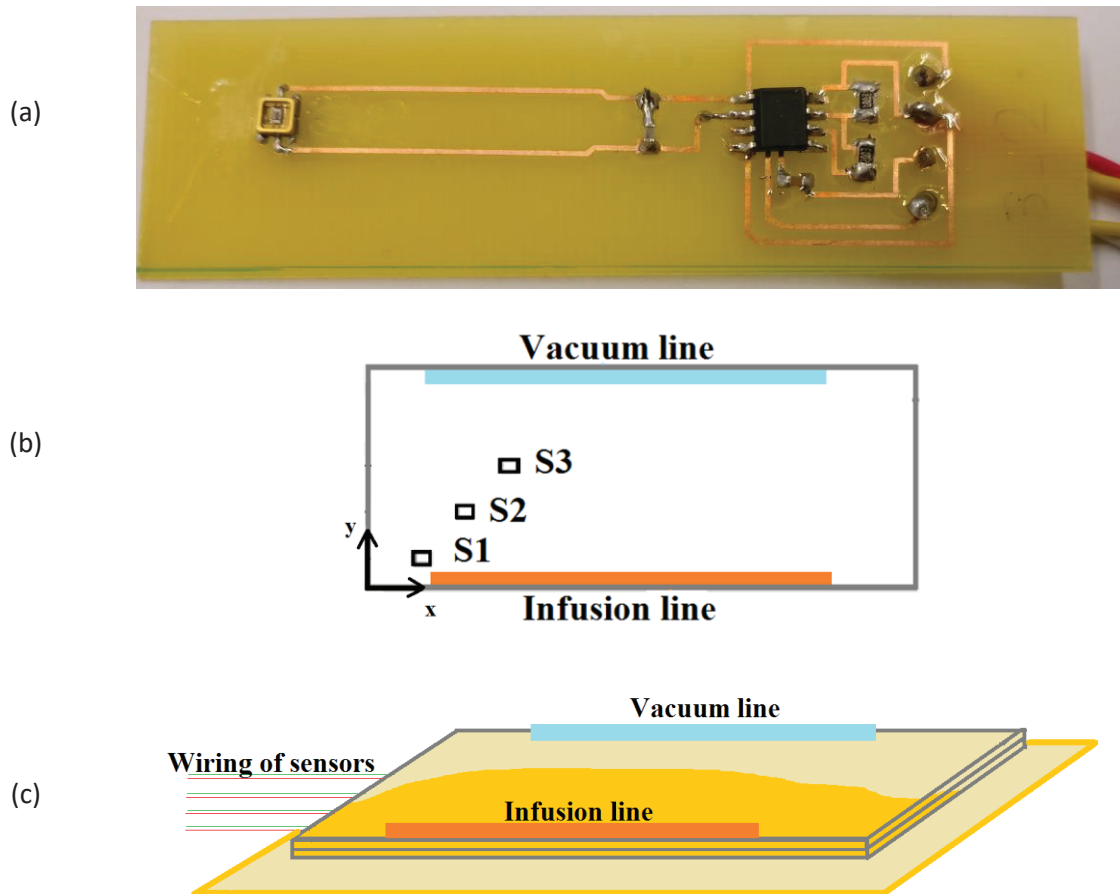 (a)
Vacuum line
(b)
S3
S2
y
S1
x
Infusion line
Vacuum line
Wiring of sensors
(c)
Infusion line